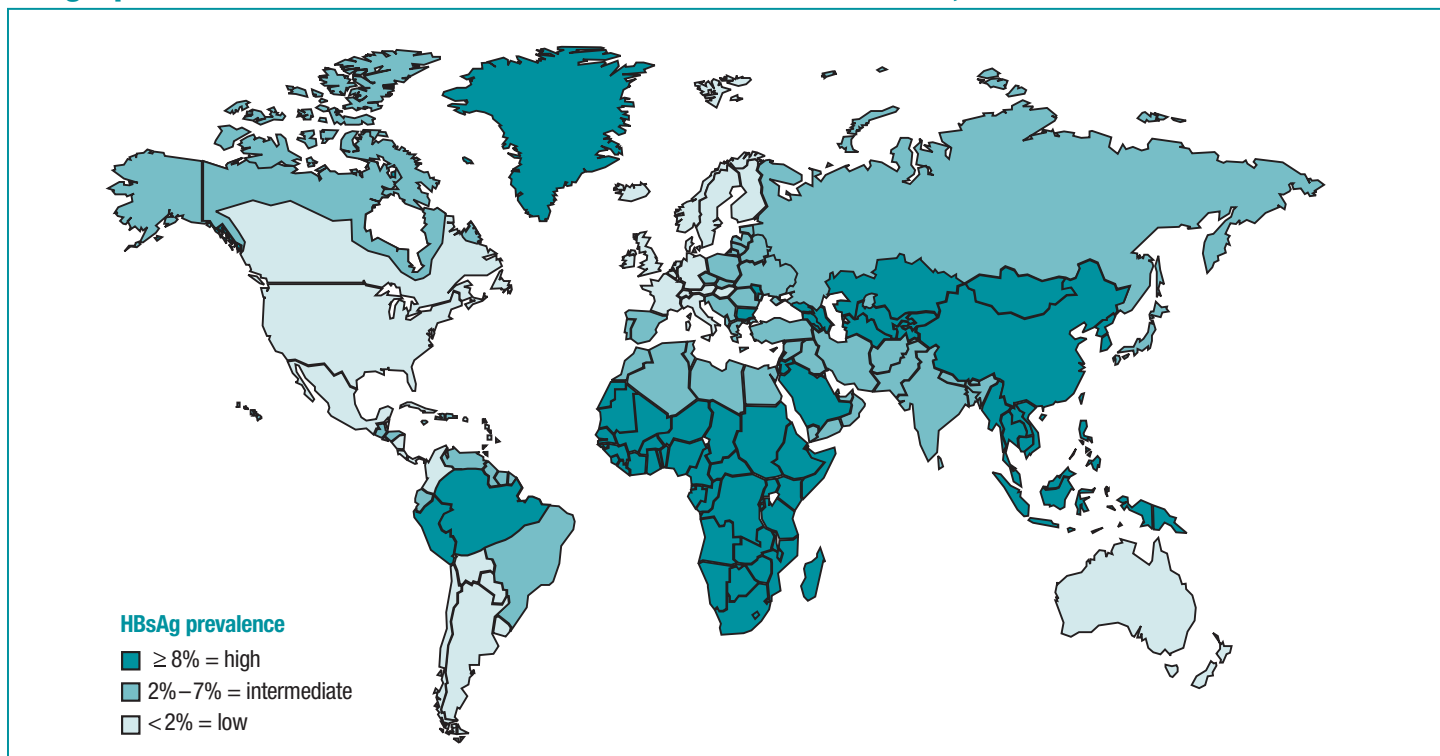 HBsAg prevalence
≥ 8% = high
2%–7% = intermediate
< 2% = low